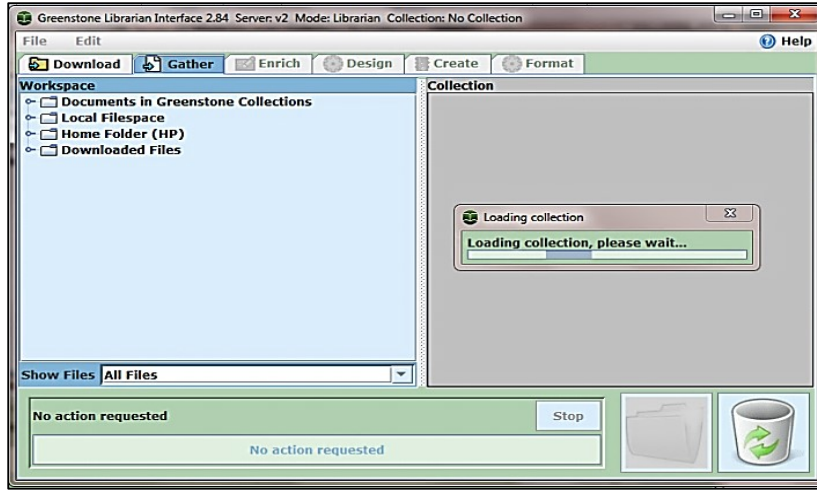 Greenstone Librarian Interface 2.84 Server: v2 Mode: Librarian Collection: No Collection
File Edit Help
Download Gather Enrich Design Create Format
Workspace Collection
Documents in Greenstone Collections
Local Filespace
Home Folder (HP)
Downloaded Files
Loading collection
Loading collection, please wait...
Show Files All Files
No action requested Stop
No action requested